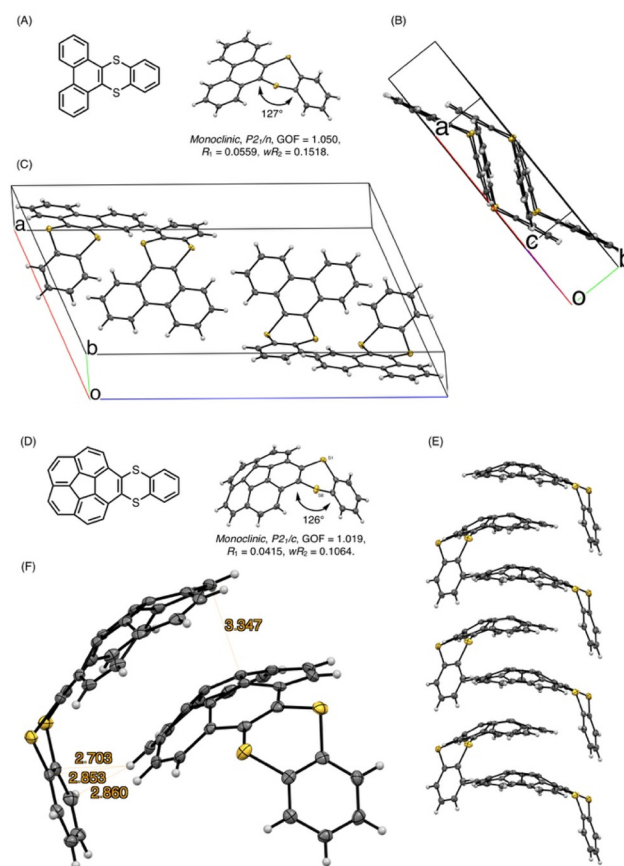 (A)
S
S
127°
Monoclinic, P2₁/n, GOF = 1.050,
R₁ = 0.0559, wR₂ = 0.1518.
(B)
a
c
b
o
(C)
a
b
o
(D)
S
S
S1
126°
Monoclinic, P2₁/c, GOF = 1.019,
R₁ = 0.0415, wR₂ = 0.1064.
(E)
(F)
3.347
2.703
2.853
2.860